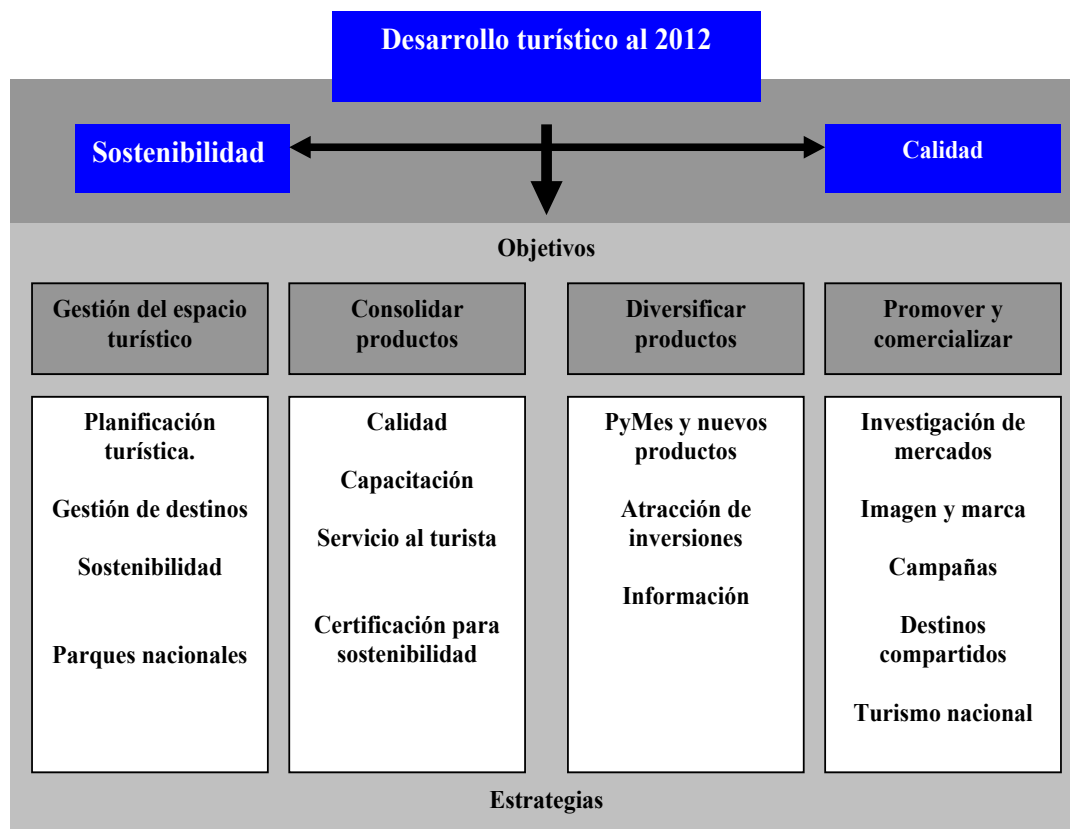 Desarrollo turístico al 2012
Sostenibilidad
Calidad
Objetivos
Gestión del espacio
turístico
Consolidar
productos
Diversificar
productos
Promover y
comercializar
Planificación
turística.
Gestión de destinos
Sostenibilidad
Parques nacionales
Calidad
Capacitación
Servicio al turista
Certificación para
sostenibilidad
PyMes y nuevos
productos
Atracción de
inversiones
Información
Investigación de
mercados
Imagen y marca
Campañas
Destinos
compartidos
Turismo nacional
Estrategias